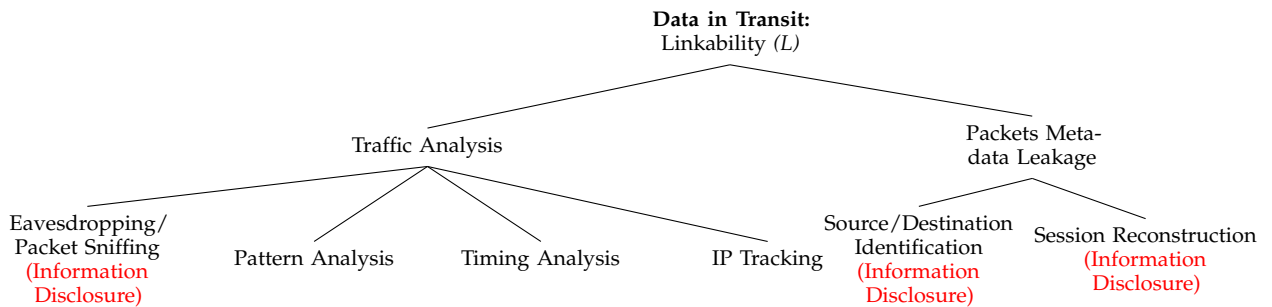 Data in Transit:
Linkability (L)
Traffic Analysis
Packets Meta-
data Leakage
Eavesdropping/
Packet Sniffing
(Information
Disclosure)
Pattern Analysis
Timing Analysis
IP Tracking
Source/Destination
Identification
(Information
Disclosure)
Session Reconstruction
(Information
Disclosure)